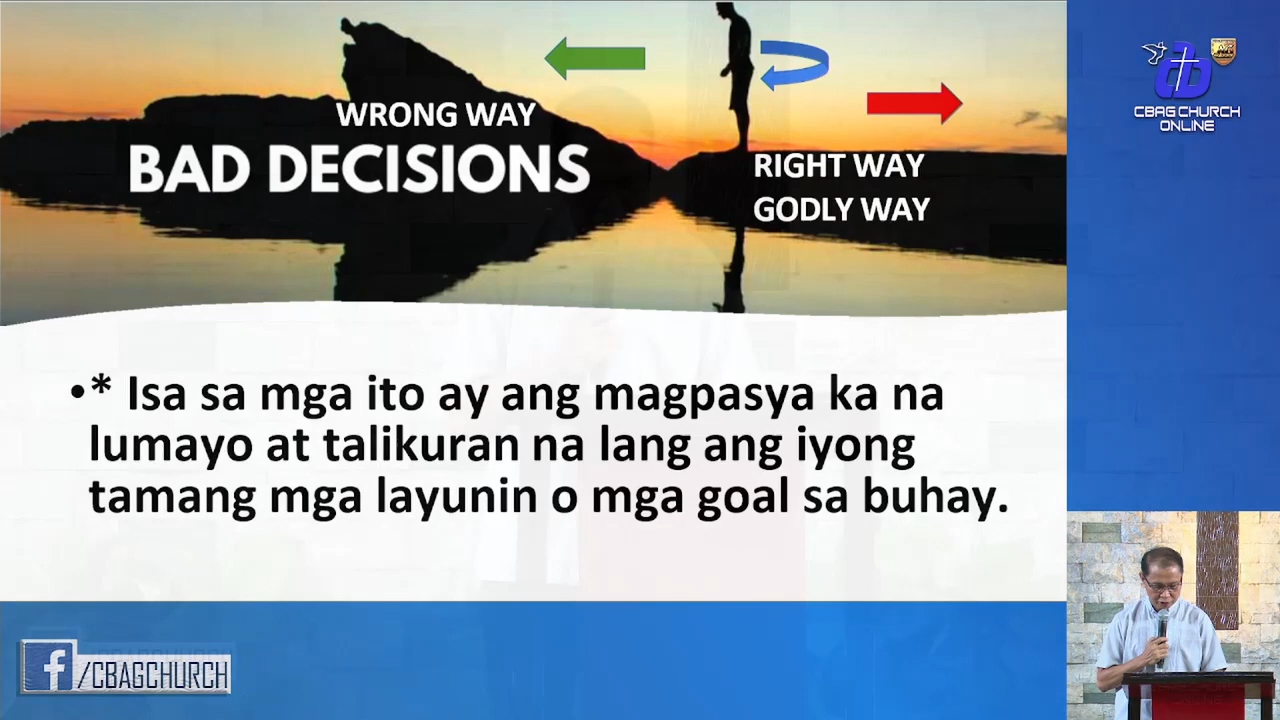 WRONG WAY
BAD DECISIONS
RIGHT WAY
GODLY WAY
•* Isa sa mga ito ay ang magpasya ka na
lumayo at talikuran na lang ang iyong
tamang mga layunin o mga goal sa buhay.
CBAG CHURCH
ONLINE
f/CBAGCHURCH